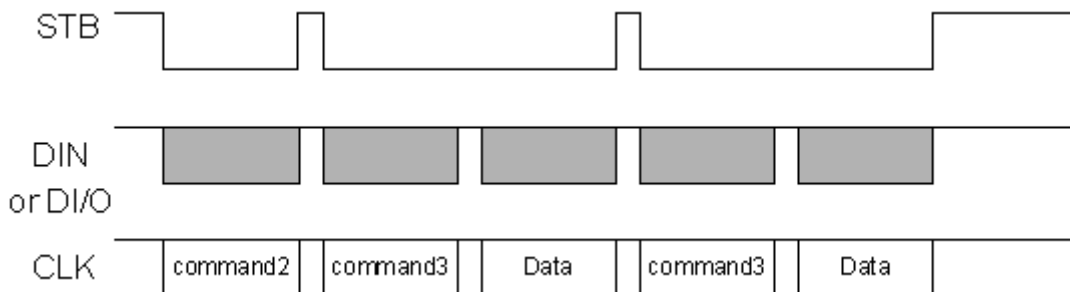 STB
DIN
or DI/O
CLK command2 command3 Data command3 Data